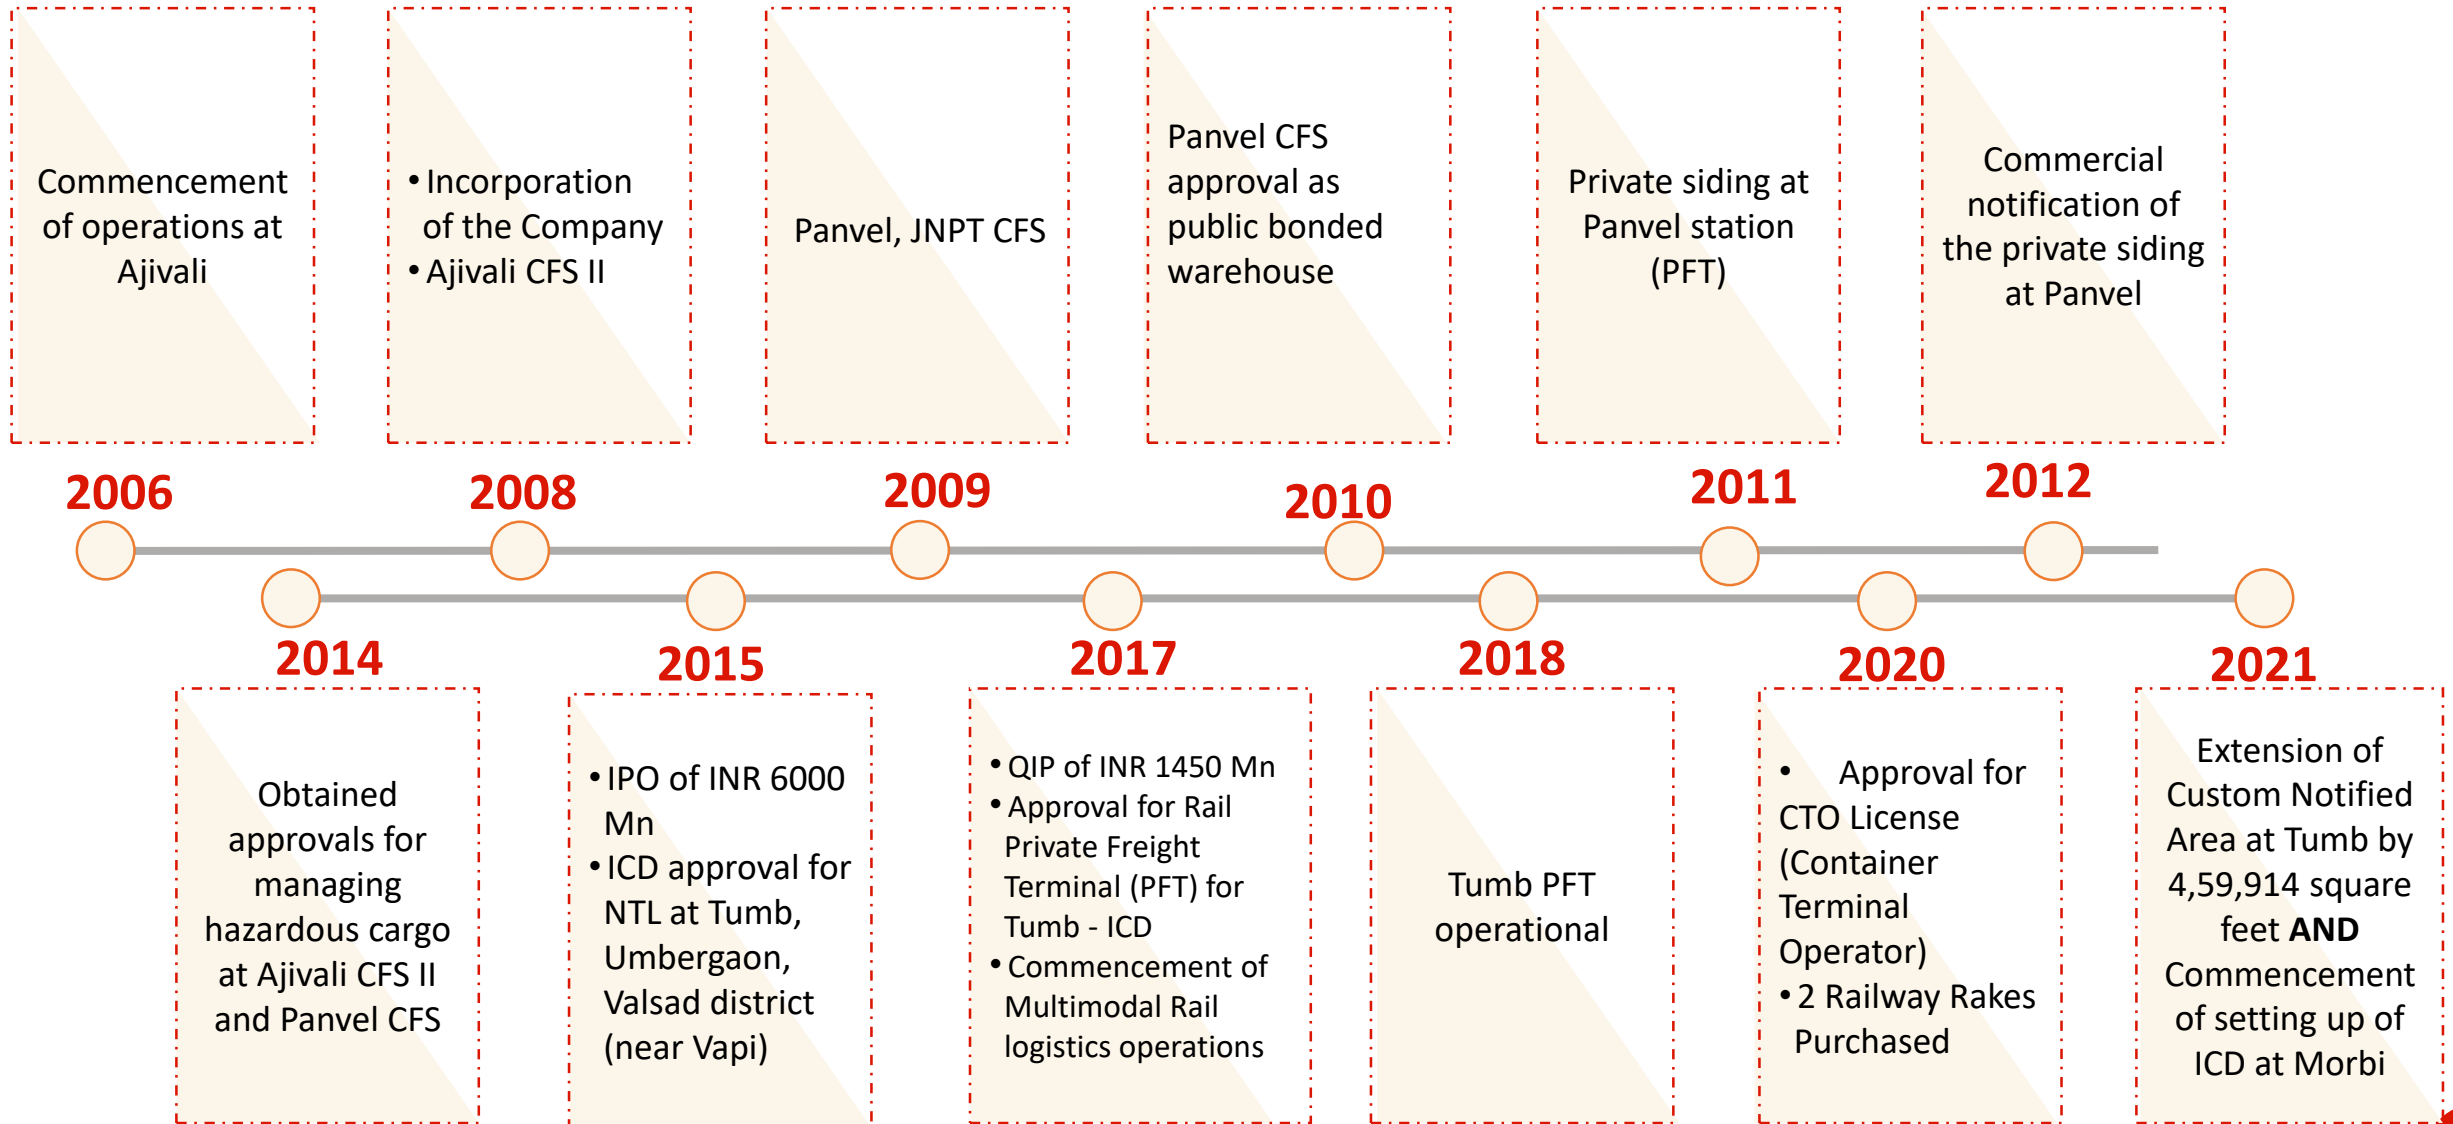 Commencement
of operations at
Ajivali
• Incorporation
of the Company
• Ajivali CFS II
Panvel, JNPT CFS
Panvel CFS
approval as
public bonded
warehouse
Private siding at
Panvel station
(PFT)
Commercial
notification of
the private siding
at Panvel
2006
2008
2009
2010
2011
2012
2014
2015
2017
2018
2020
2021
Obtained
approvals for
managing
hazardous cargo
at Ajivali CFS II
and Panvel CFS
• IPO of INR 6000
Mn
• ICD approval for
NTL at Tumb,
Umbergaon,
Valsad district
(near Vapi)
• QIP of INR 1450 Mn
• Approval for Rail
Private Freight
Terminal (PFT) for
Tumb - ICD
• Commencement of
Multimodal Rail
logistics operations
Tumb PFT
operational
• Approval for
CTO License
(Container
Terminal
Operator)
• 2 Railway Rakes
Purchased
Extension of
Custom Notified
Area at Tumb by
4,59,914 square
feet AND
Commencement
of setting up of
ICD at Morbi